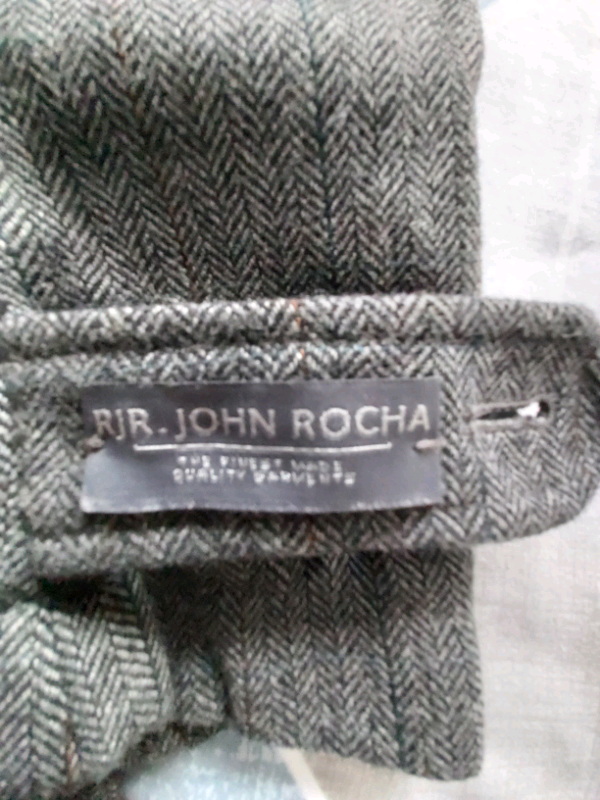 RJR. JOHN ROCHA
THE FINEST MADE
QUALITY GARMENTS